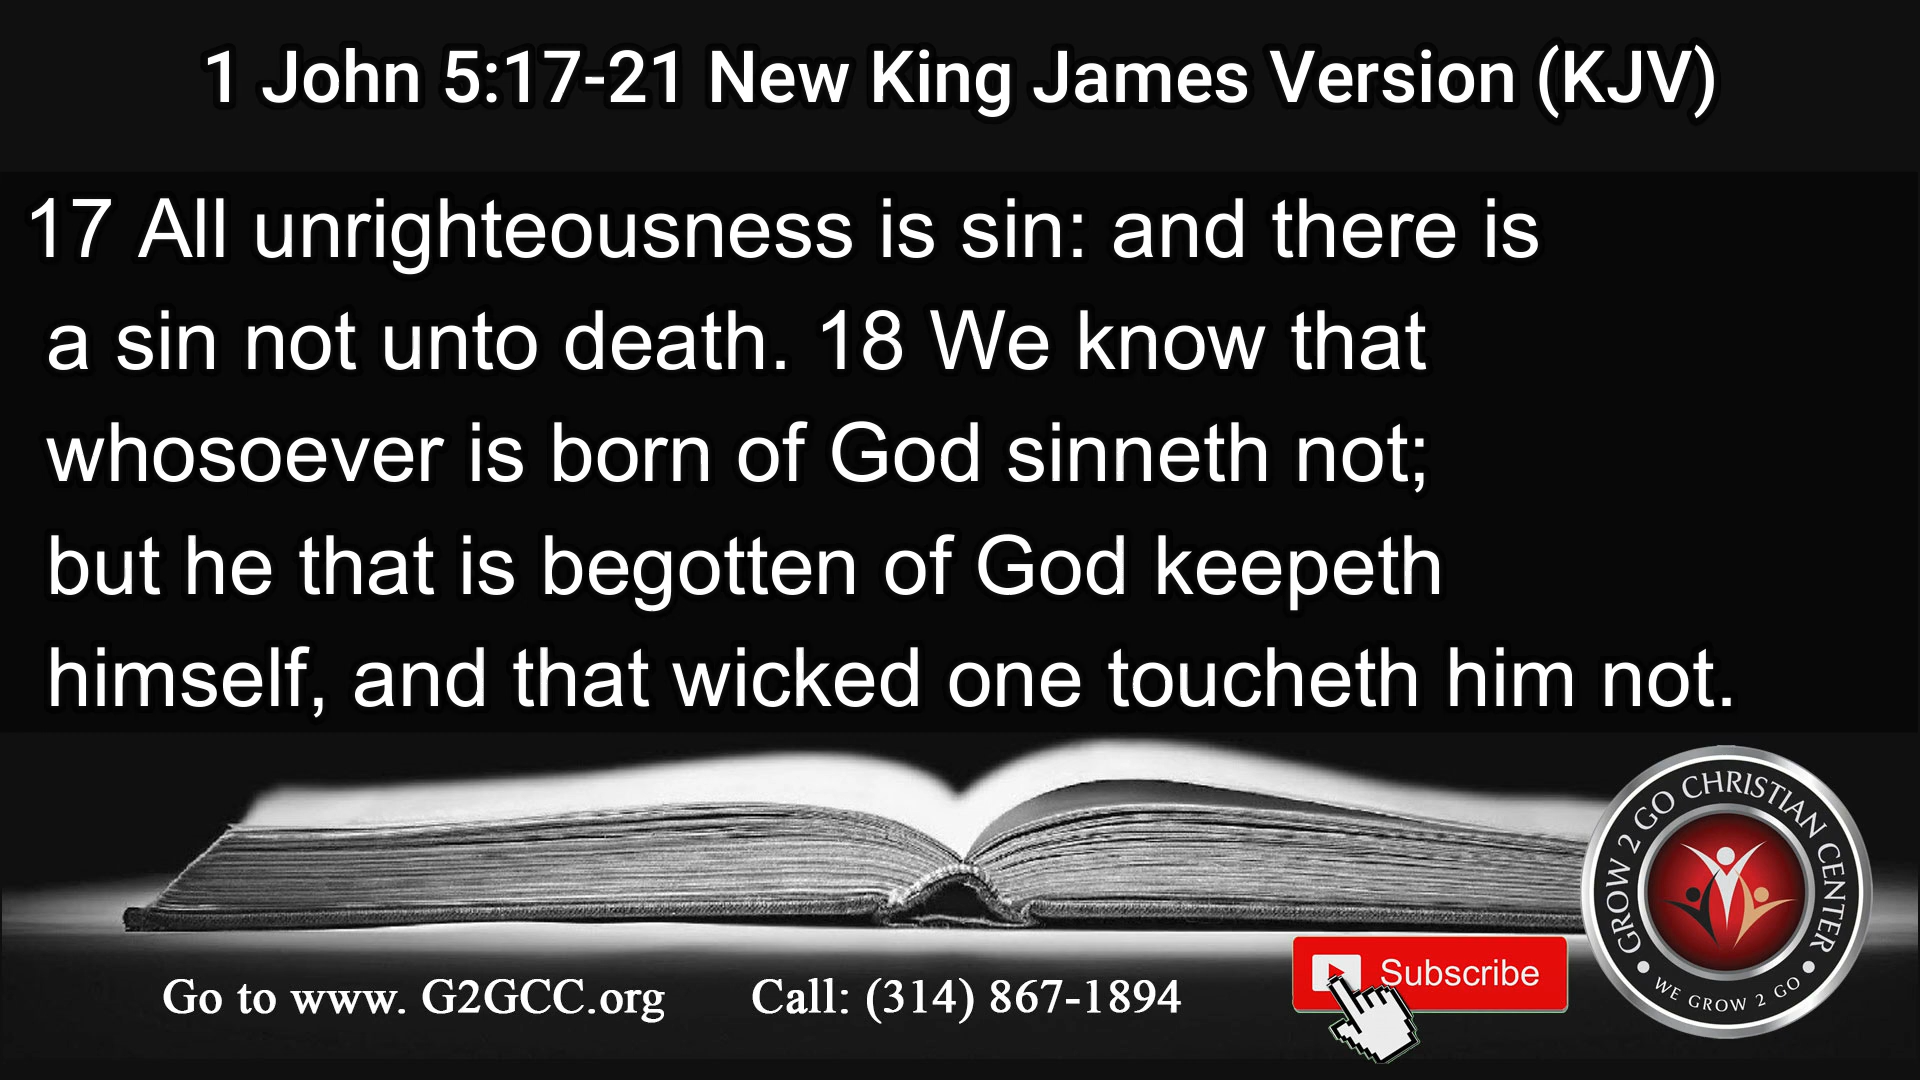 1 John 5:17-21 New King James Version (KJV)
17 All unrighteousness is sin: and there is
a sin not unto death. 18 We know that
whosoever is born of God sinneth not;
but he that is begotten of God keepeth
himself, and that wicked one toucheth him not.
GROW 2 GO CHRISTIAN CENTER
• WE GROW 2 GO •
Subscribe
Go to www. G2GCC.org Call: (314) 867-1894